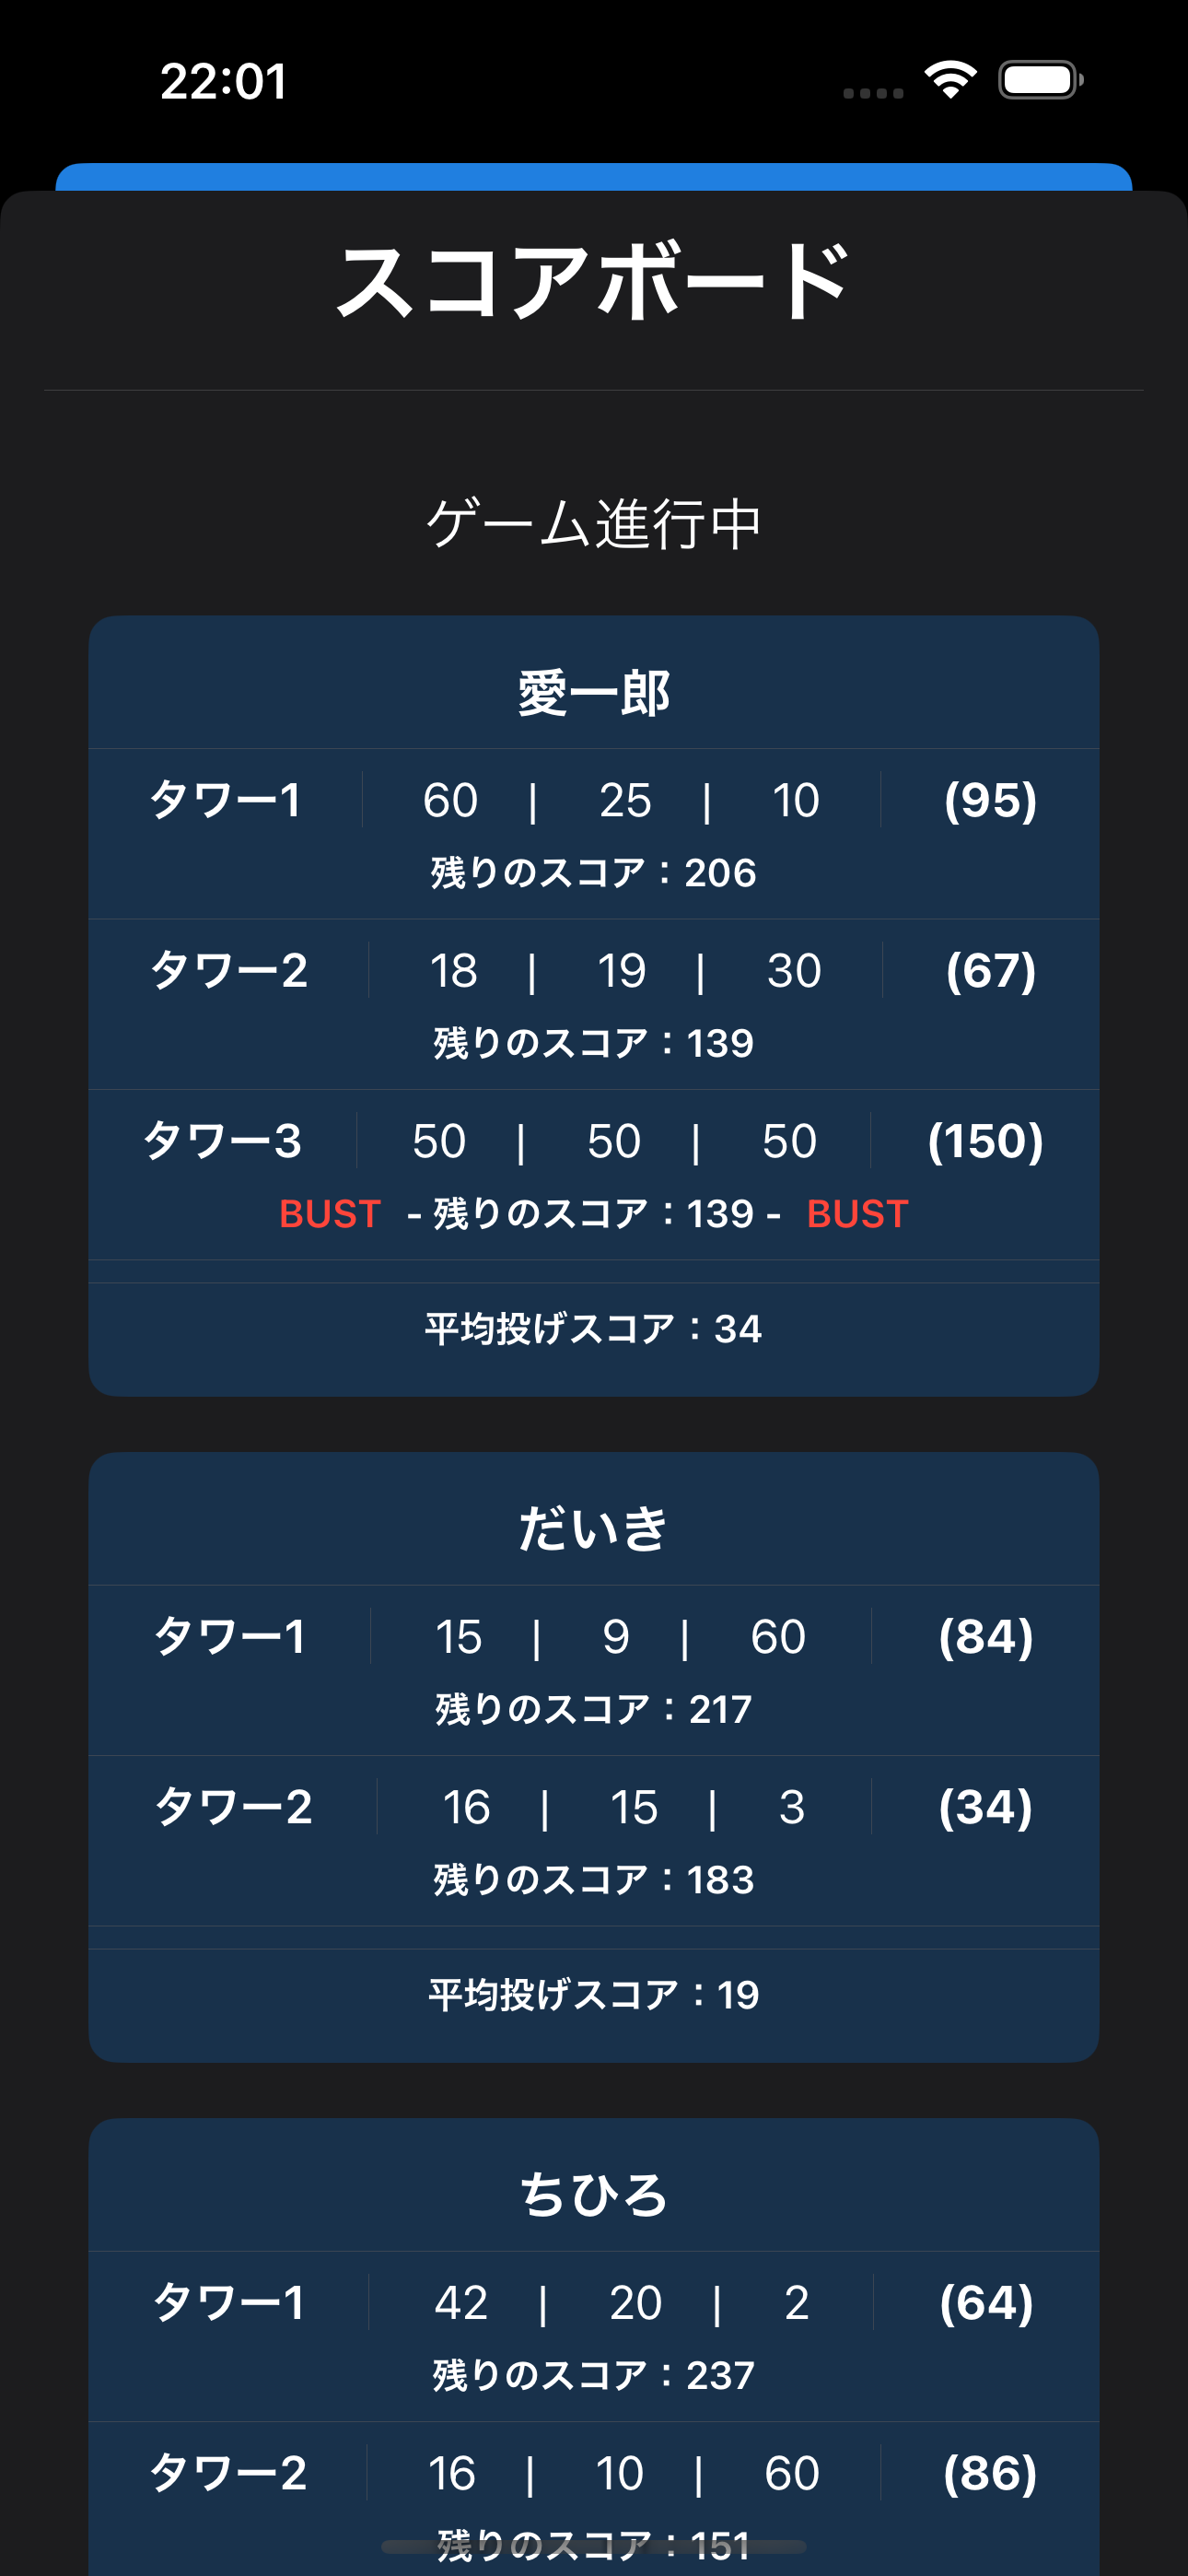 22:01
スコアボード
ゲーム進行中
愛一郎
タワー1 60 | 25 | 10 (95)
残りのスコア：206
タワー2 18 | 19 | 30 (67)
残りのスコア：139
タワー3 50 | 50 | 50 (150)
BUST - 残りのスコア：139 - BUST
平均投げスコア：34
だいき
タワー1 15 | 9 | 60 (84)
残りのスコア：217
タワー2 16 | 15 | 3 (34)
残りのスコア：183
平均投げスコア：19
ちひろ
タワー1 42 | 20 | 2 (64)
残りのスコア：237
タワー2 16 | 10 | 60 (86)
残りのスコア：151